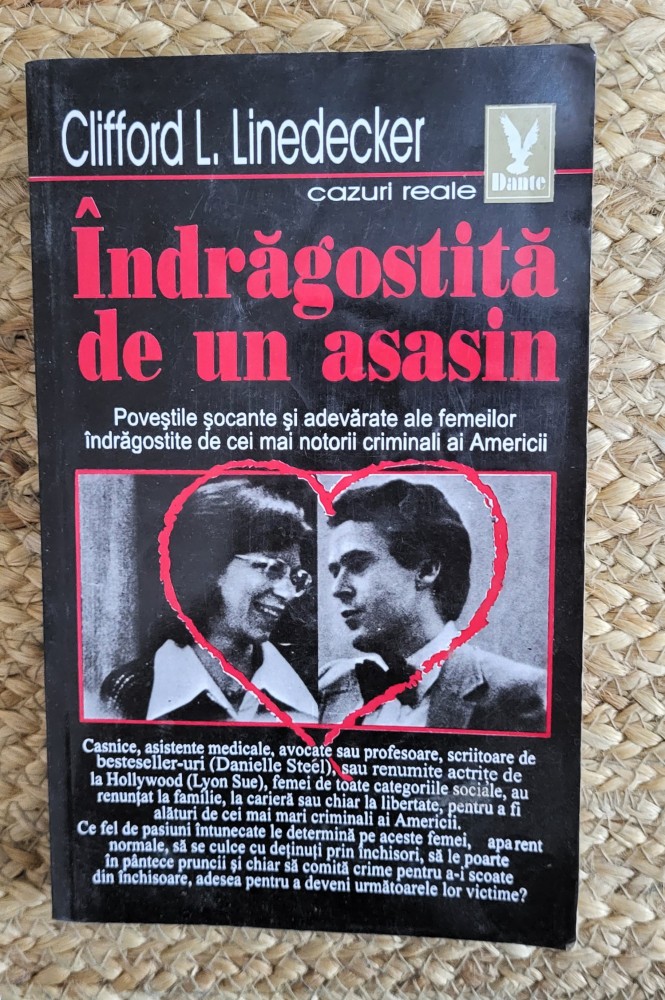 Clifford L. Linedecker
Dante
cazuri reale
Îndrăgostită
de un asasin
Poveştile şocante şi adevărate ale femeilor
îndrăgostite de cei mai notorii criminali ai Americii
Casnice, asistente medicale, avocate sau profesoare, scriitoare de
besteseller-uri (Danielle Steel), sau renumite actriţe de
la Hollywood (Lyon Sue), femei de toate categoriile sociale, au
renunţat la familie, la carieră sau chiar la libertate, pentru a fi
alături de cei mai mari criminali ai Americii.
Ce fel de pasiuni întunecate le determină pe aceste femei, aparent
normale, să se culce cu deţinuţi prin închisori, să le poarte
în pântece pruncii şi chiar să comită crime pentru a-i scoate
din închisoare, adesea pentru a deveni următoarele lor victime?